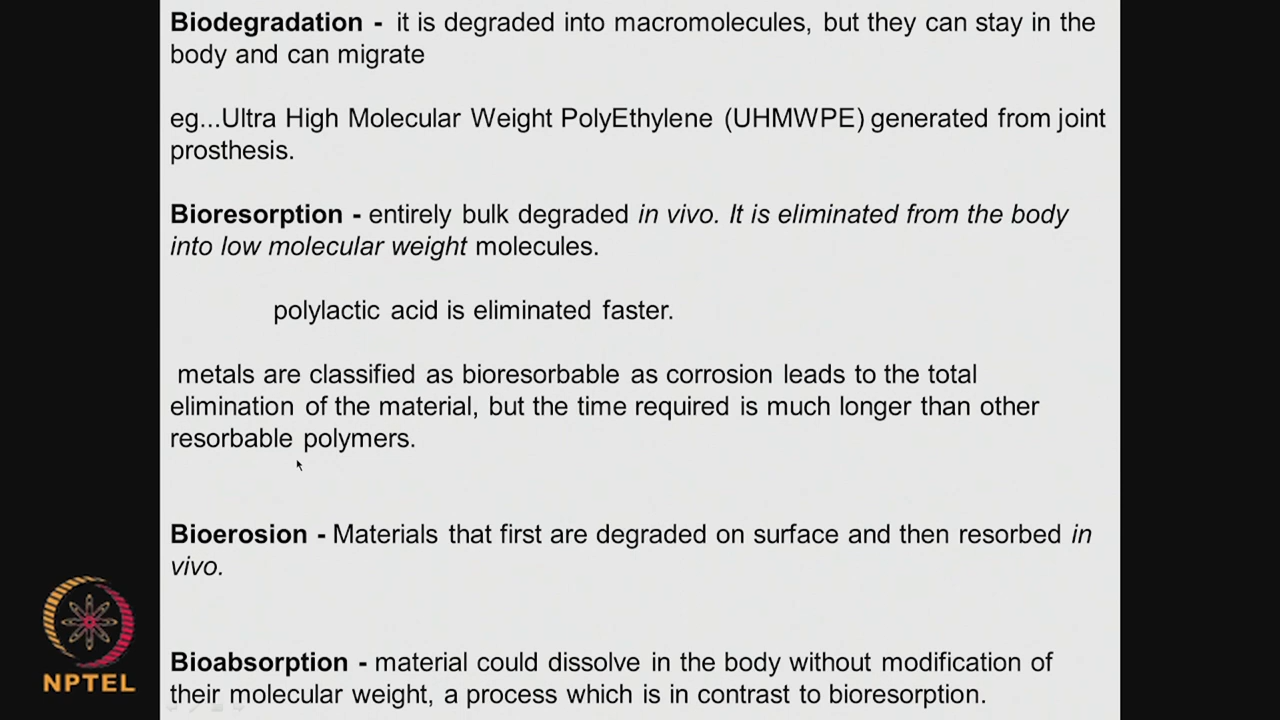 Biodegradation - it is degraded into macromolecules, but they can stay in the
body and can migrate
eg...Ultra High Molecular Weight PolyEthylene (UHMWPE) generated from joint
prosthesis.
Bioresorption - entirely bulk degraded in vivo. It is eliminated from the body
into low molecular weight molecules.
polylactic acid is eliminated faster.
metals are classified as bioresorbable as corrosion leads to the total
elimination of the material, but the time required is much longer than other
resorbable polymers.
Bioerosion - Materials that first are degraded on surface and then resorbed in
vivo.
Bioabsorption - material could dissolve in the body without modification of
their molecular weight, a process which is in contrast to bioresorption.
NPTEL